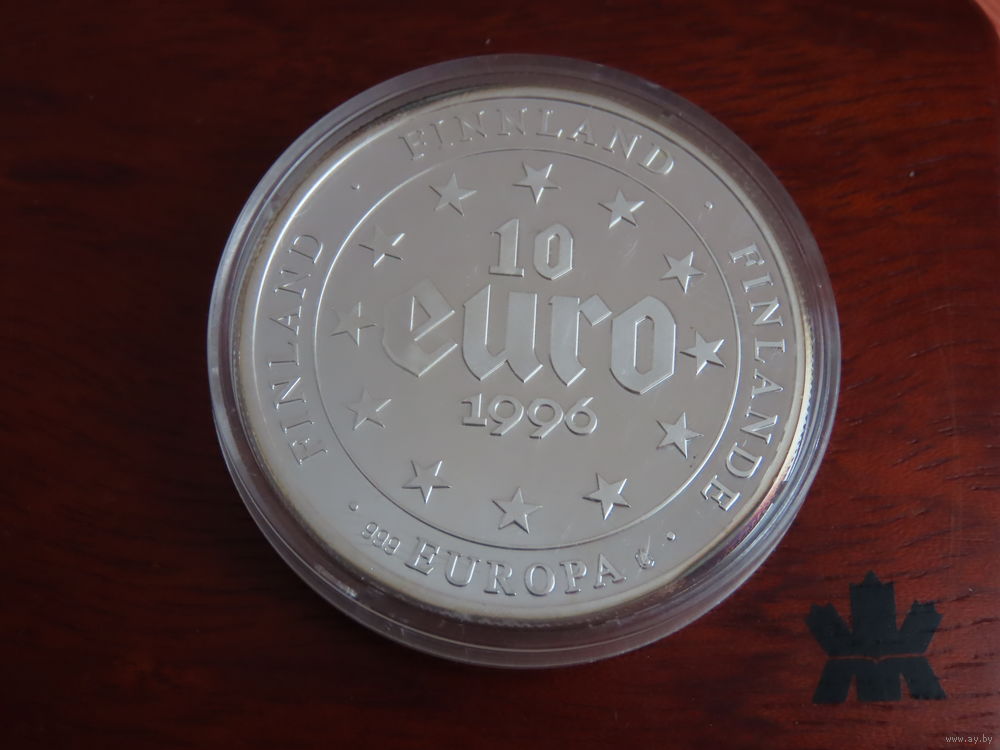 FINNLAND
FINLAND
FINLANDE
10
euro
1996
999 EUROPA
www.ay.by